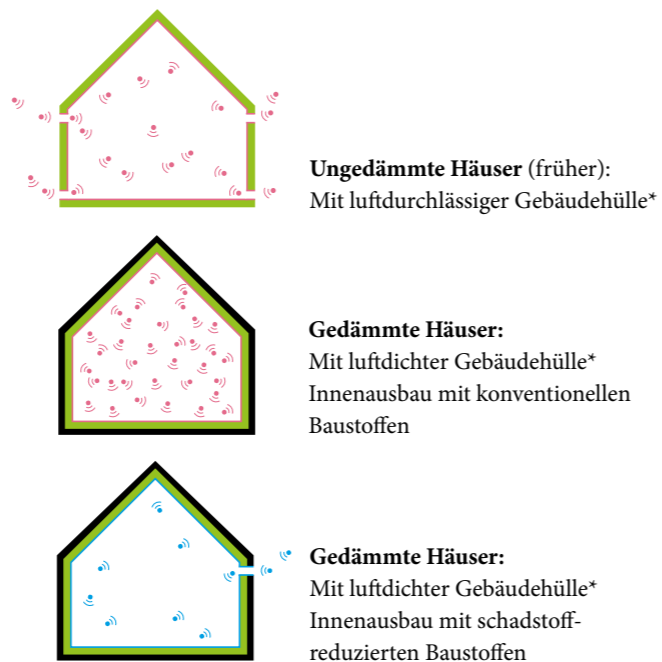 Ungedämmte Häuser (früher):
Mit luftdurchlässiger Gebäudehülle*
Gedämmte Häuser:
Mit luftdichter Gebäudehülle*
Innenausbau mit konventionellen
Baustoffen
Gedämmte Häuser:
Mit luftdichter Gebäudehülle*
Innenausbau mit schadstoff-
reduzierten Baustoffen